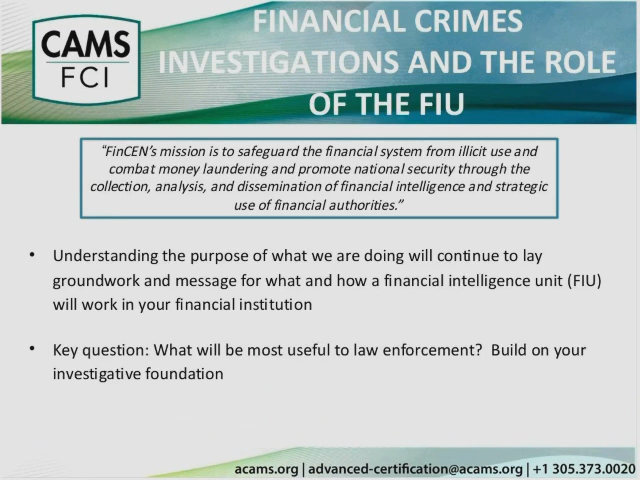 CAMS
FCI
FINANCIAL CRIMES
INVESTIGATIONS AND THE ROLE
OF THE FIU
"FinCEN's mission is to safeguard the financial system from illicit use and
combat money laundering and promote national security through the
collection, analysis, and dissemination of financial intelligence and strategic
use of financial authorities."
• Understanding the purpose of what we are doing will continue to lay
groundwork and message for what and how a financial intelligence unit (FIU)
will work in your financial institution
• Key question: What will be most useful to law enforcement?  Build on your
investigative foundation
acams.org | advanced-certification@acams.org | +1 305.373.0020